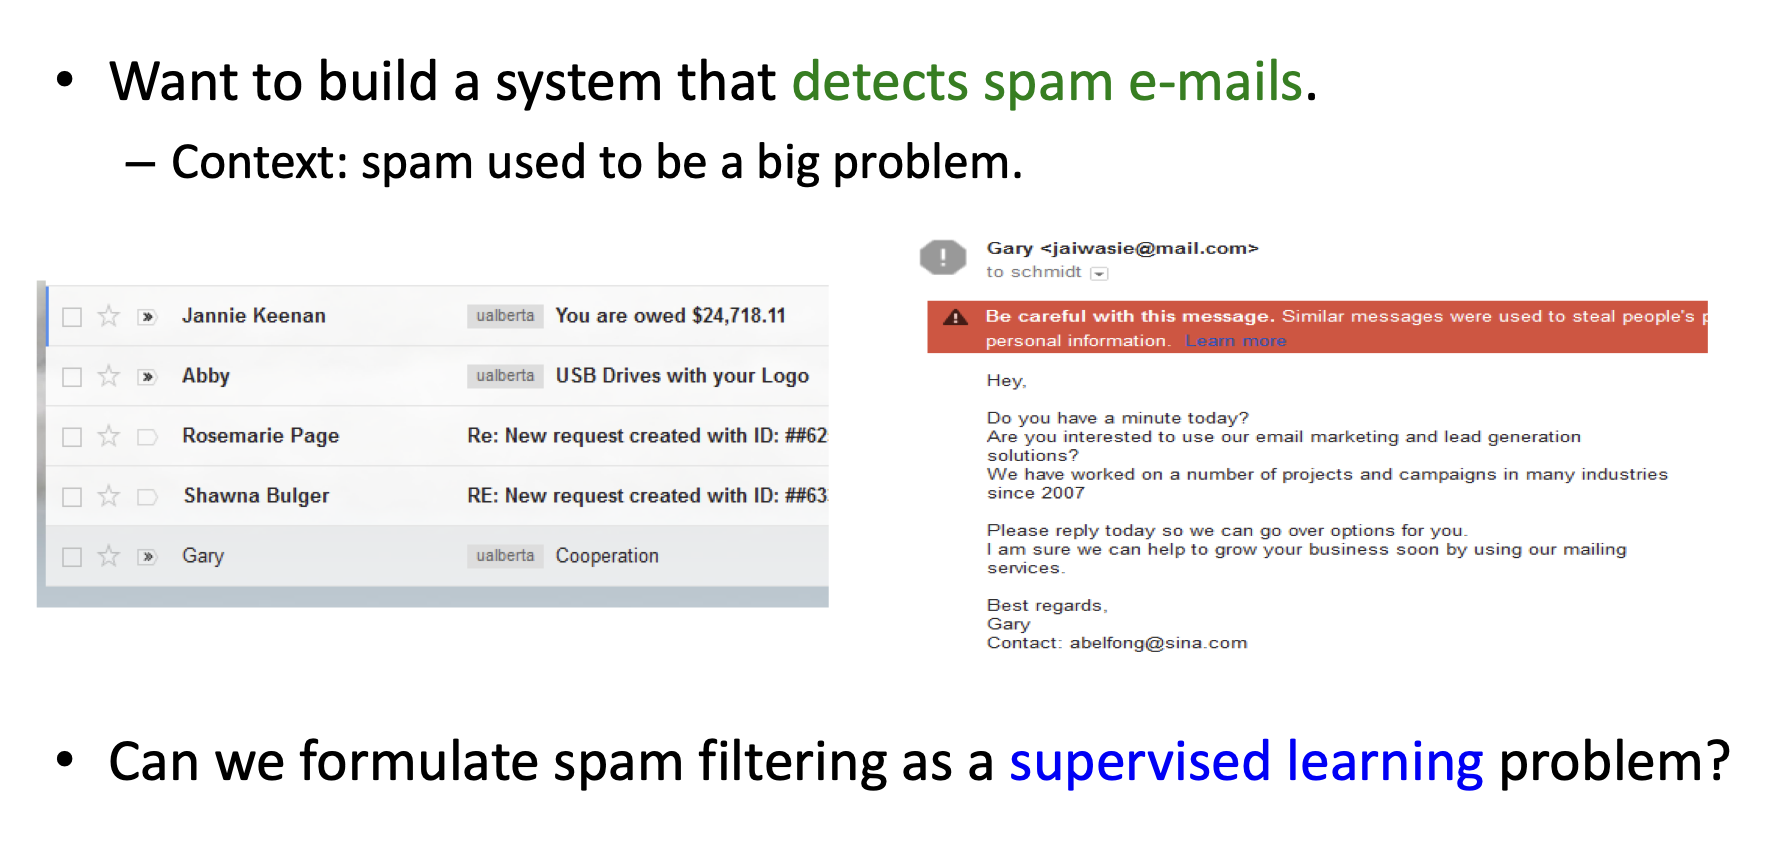 • Want to build a system that detects spam e-mails.
– Context: spam used to be a big problem.
Jannie Keenan ualberta You are owed $24,718.11
Abby ualberta USB Drives with your Logo
Rosemarie Page Re: New request created with ID: ##62
Shawna Bulger RE: New request created with ID: ##63
Gary ualberta Cooperation
Gary <jaiwasie@mail.com>
to schmidt
Be careful with this message. Similar messages were used to steal people's
personal information. Learn more
Hey,
Do you have a minute today?
Are you interested to use our email marketing and lead generation
solutions?
We have worked on a number of projects and campaigns in many industries
since 2007
Please reply today so we can go over options for you.
I am sure we can help to grow your business soon by using our mailing
services.
Best regards,
Gary
Contact: abelfong@sina.com
• Can we formulate spam filtering as a supervised learning problem?